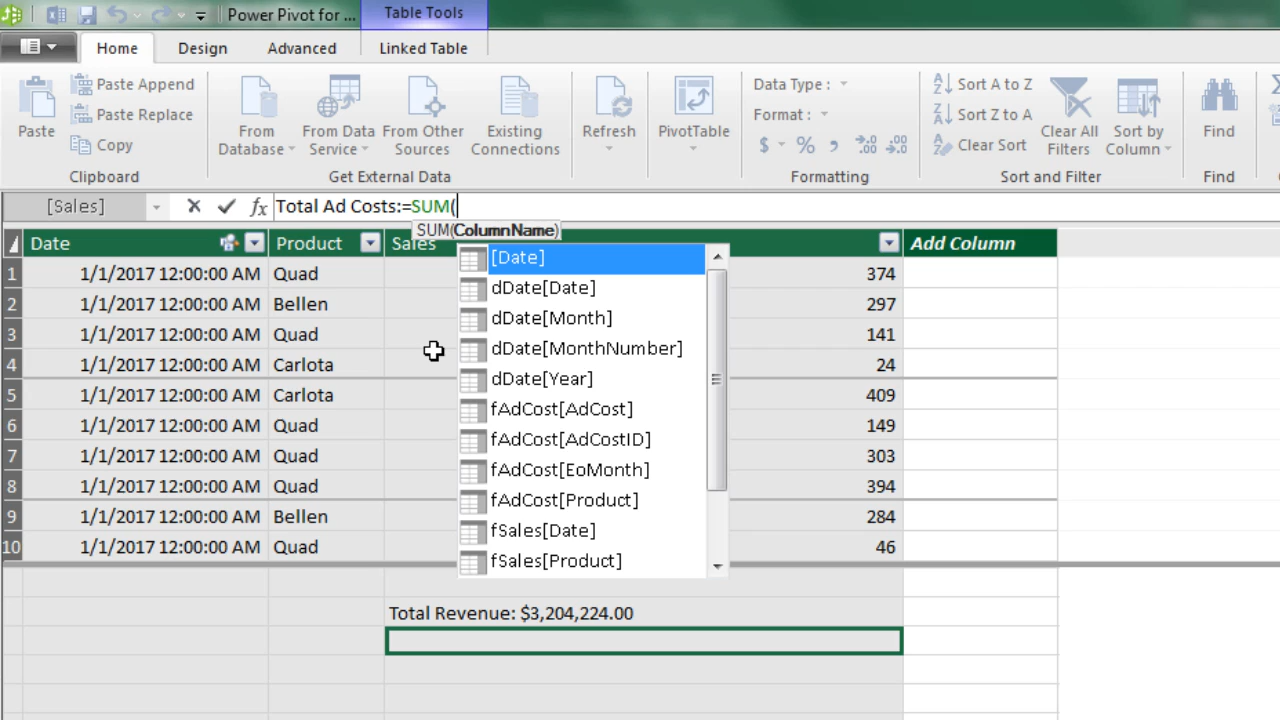 Power Pivot for ...
Table Tools
Home
Design
Advanced
Linked Table
Paste
Paste Append
Paste Replace
Copy
Clipboard
From Database
From Data Service
From Other Sources
Existing Connections
Get External Data
Refresh
PivotTable
Data Type :
Format :
$ % ,
Formatting
Sort A to Z
Sort Z to A
Clear Sort
Clear All Filters
Sort by Column
Sort and Filter
Find
Find
[Sales]
fx
Total Ad Costs:=SUM(
SUM(ColumnName)
Date Product Sales Add Column
1 1/1/2017 12:00:00 AM Quad 374
2 1/1/2017 12:00:00 AM Bellen 297
3 1/1/2017 12:00:00 AM Quad 141
4 1/1/2017 12:00:00 AM Carlota 24
5 1/1/2017 12:00:00 AM Carlota 409
6 1/1/2017 12:00:00 AM Quad 149
7 1/1/2017 12:00:00 AM Quad 303
8 1/1/2017 12:00:00 AM Quad 394
9 1/1/2017 12:00:00 AM Bellen 284
10 1/1/2017 12:00:00 AM Quad 46
[Date]
dDate[Date]
dDate[Month]
dDate[MonthNumber]
dDate[Year]
fAdCost[AdCost]
fAdCost[AdCostID]
fAdCost[EoMonth]
fAdCost[Product]
fSales[Date]
fSales[Product]
Total Revenue: $3,204,224.00